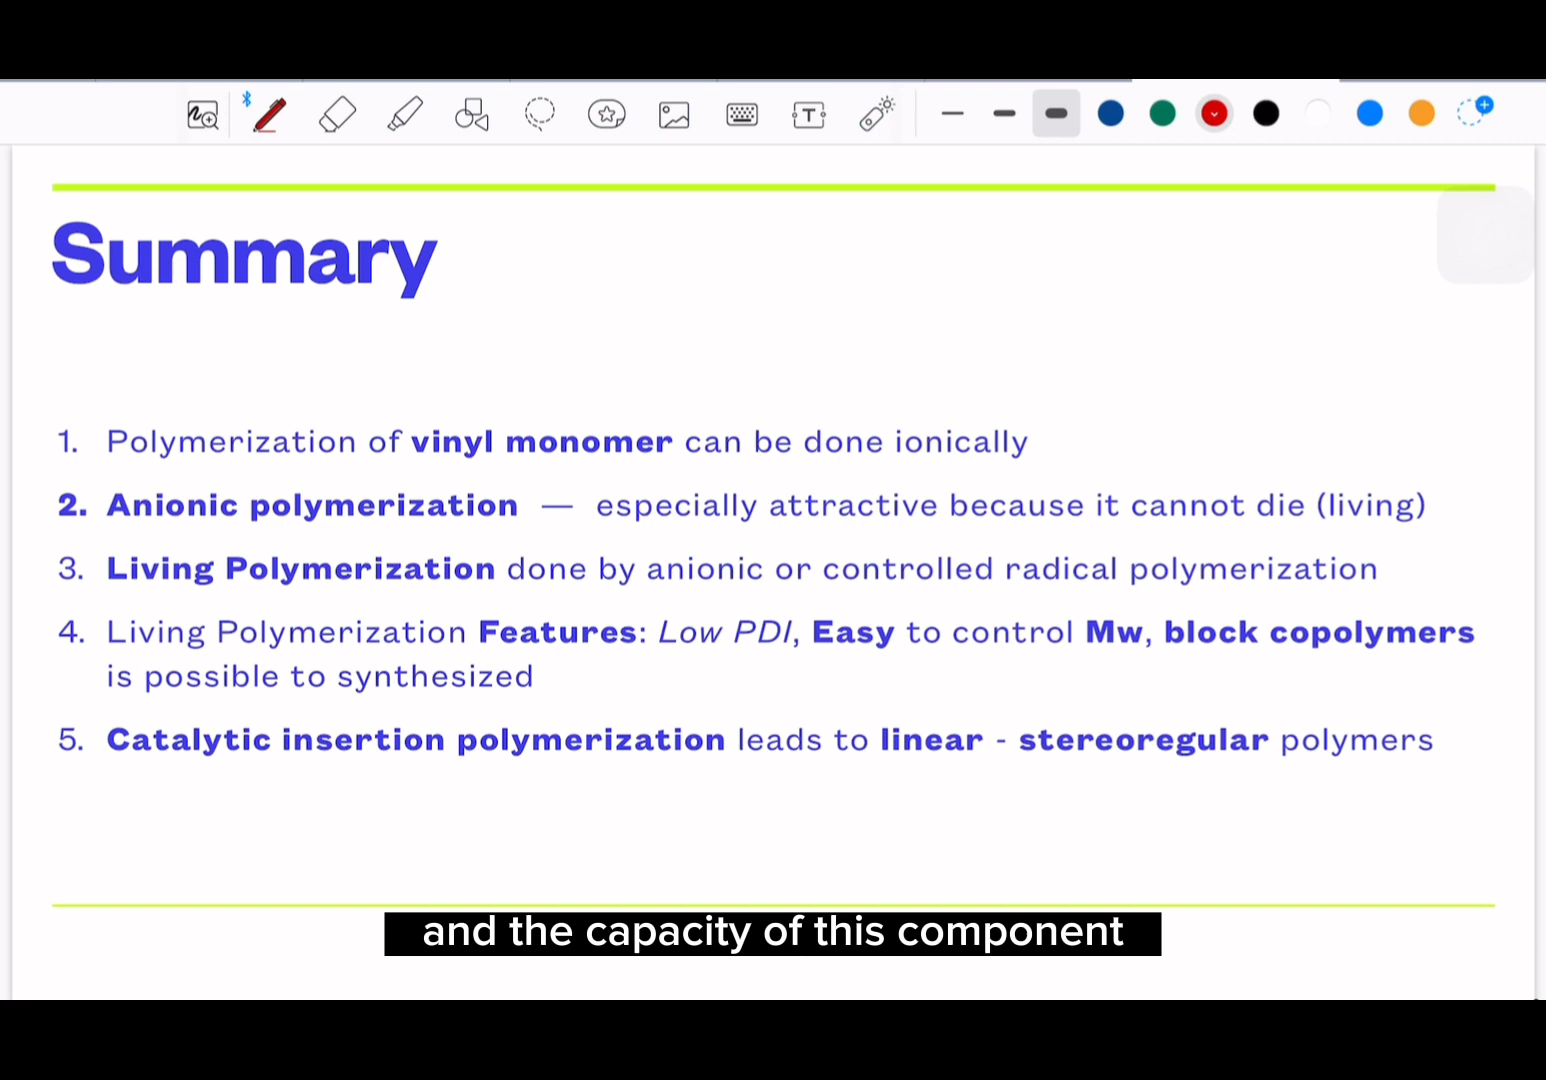 Summary
1. Polymerization of vinyl monomer can be done ionically
2. Anionic polymerization — especially attractive because it cannot die (living)
3. Living Polymerization done by anionic or controlled radical polymerization
4. Living Polymerization Features: Low PDI, Easy to control Mw, block copolymers
is possible to synthesized
5. Catalytic insertion polymerization leads to linear - stereoregular polymers
and the capacity of this component